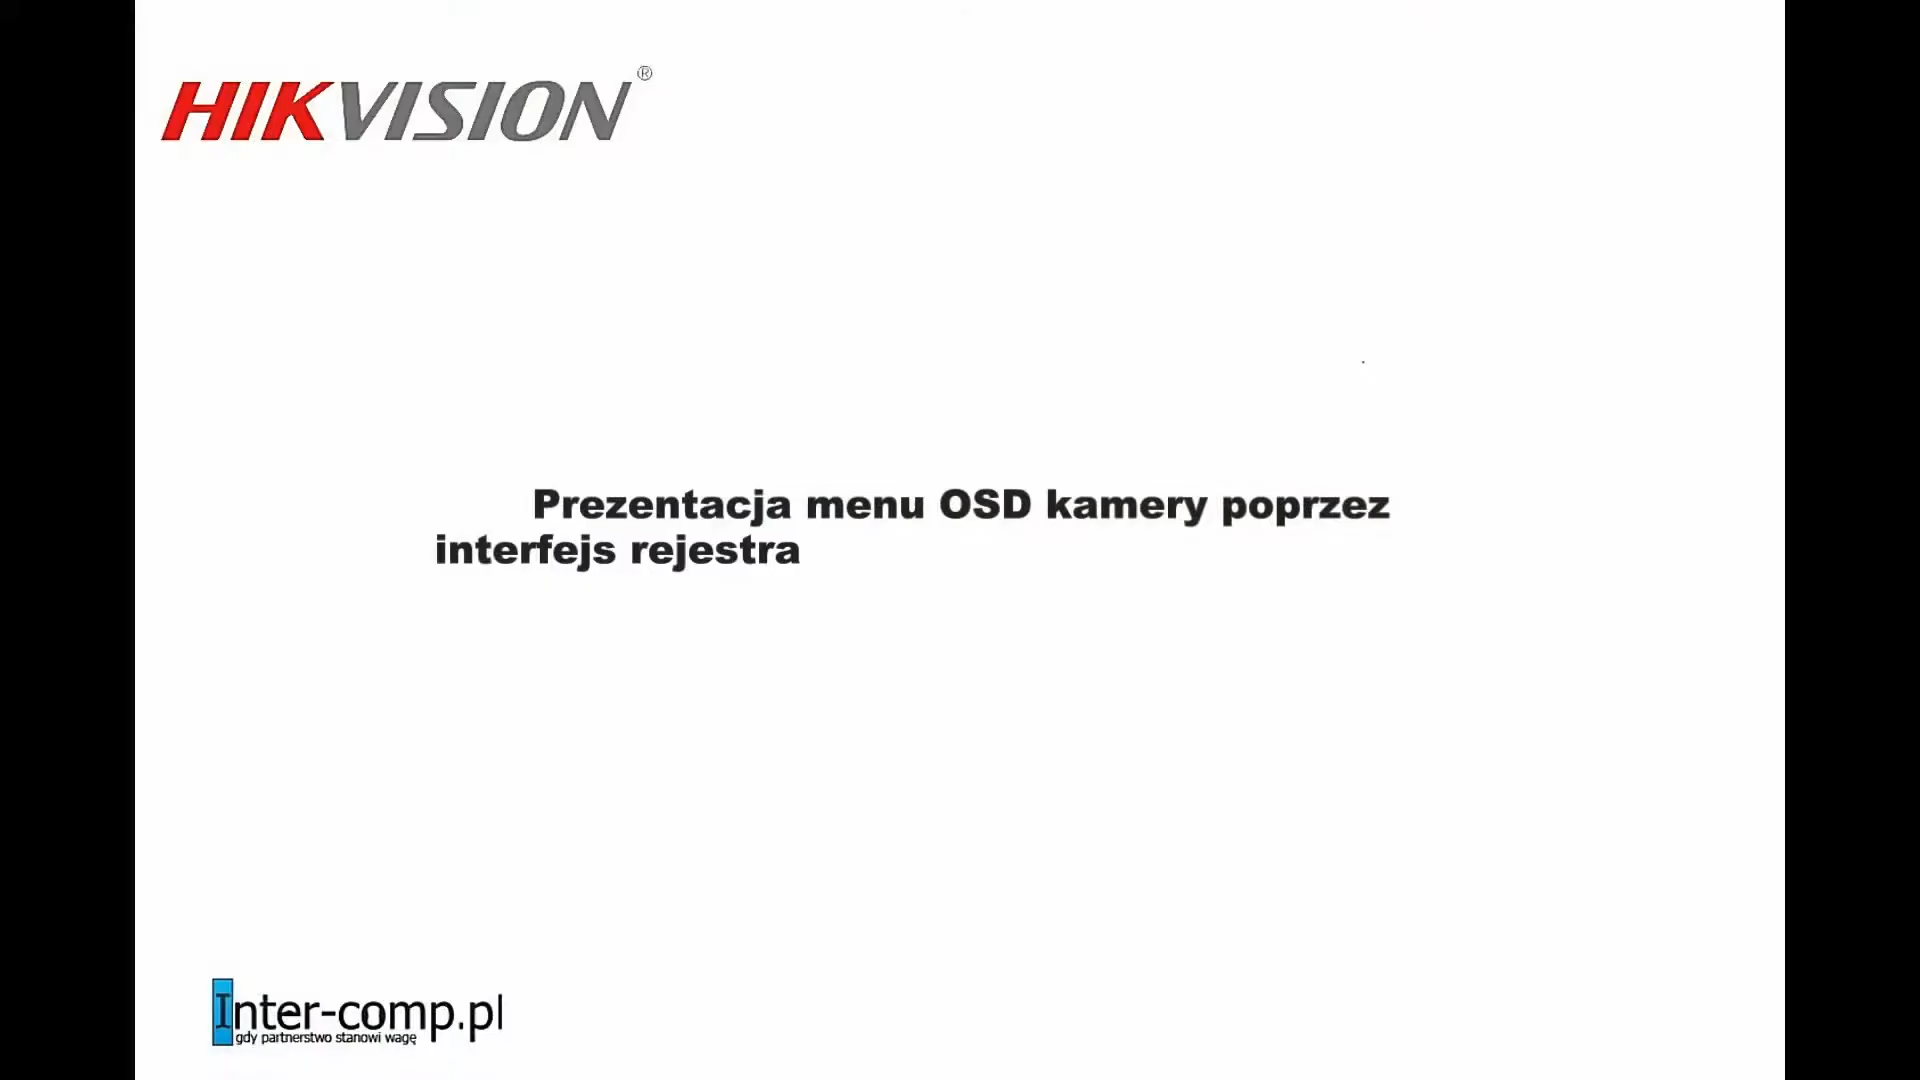 HIKVISION®
Prezentacja menu OSD kamery poprzez
interfejs rejestra
Inter-comp.pl
gdy partnerstwo stanowi wagę